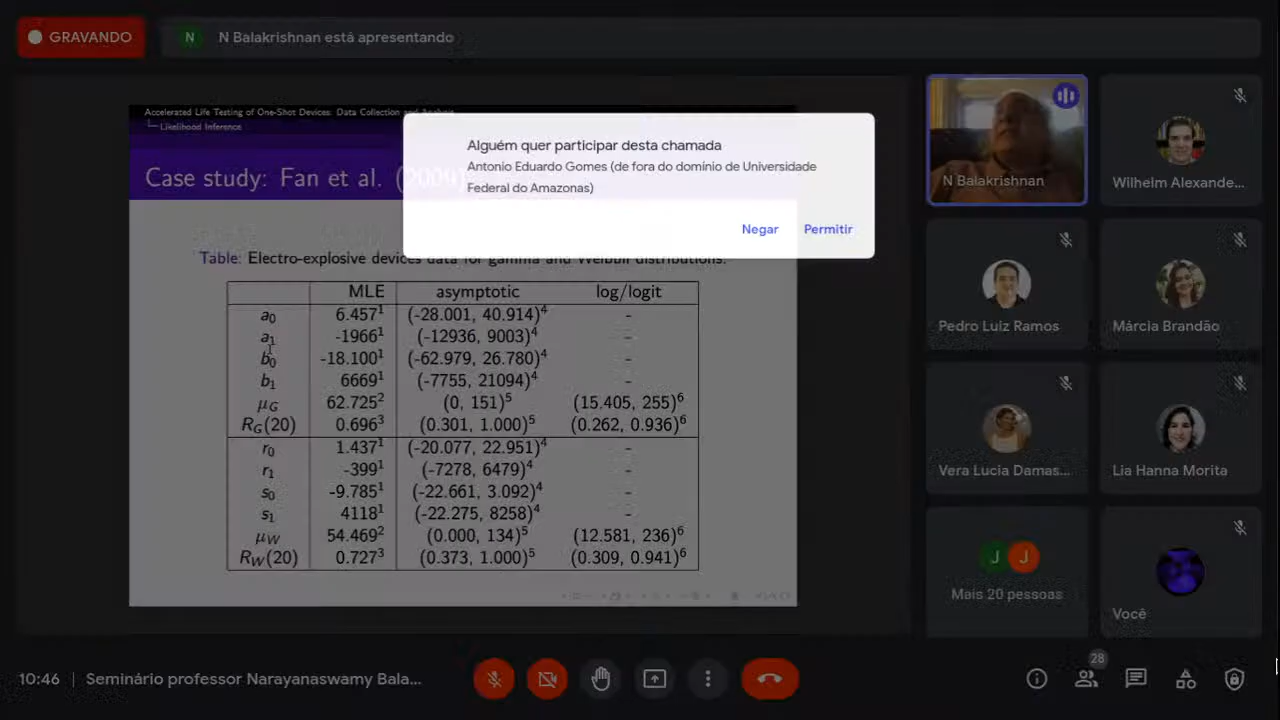 GRAVANDO
N
N Balakrishnan está apresentando
Accelerated Life Testing of One-Shot Devices: Data Collection and Analysis
Likelihood Inference
Case study: Fan et al. (2009)
Alguém quer participar desta chamada
Antonio Eduardo Gomes (de fora do domínio de Universidade
Federal do Amazonas)
Negar
Permitir
Table: Electro-explosive devices data for gamma and Weibull distributions.
MLE asymptotic log/logit
a₀ 6.457¹ (-28.001, 40.914)⁴ -
a₁ -1966¹ (-12936, 9003)⁴ -
b₀ -18.100¹ (-62.979, 26.780)⁴ -
b₁ 6669¹ (-7755, 21094)⁴ -
μG 62.725² (0, 151)⁵ (15.405, 255)⁶
RG(20) 0.696³ (0.301, 1.000)⁵ (0.262, 0.936)⁶
r₀ 1.437¹ (-20.077, 22.951)⁴ -
r₁ -399¹ (-7278, 6479)⁴ -
s₀ -9.785¹ (-22.661, 3.092)⁴ -
s₁ 4118¹ (-22.275, 8258)⁴ -
μW 54.469² (0.000, 134)⁵ (12.581, 236)⁶
RW(20) 0.727³ (0.373, 1.000)⁵ (0.309, 0.941)⁶
N Balakrishnan
Wilhelm Alexande...
Pedro Luiz Ramos
Márcia Brandão
Vera Lucia Damas...
Lia Hanna Morita
J J
Mais 20 pessoas
Você
10:46 | Seminário professor Narayanaswamy Bala...
28